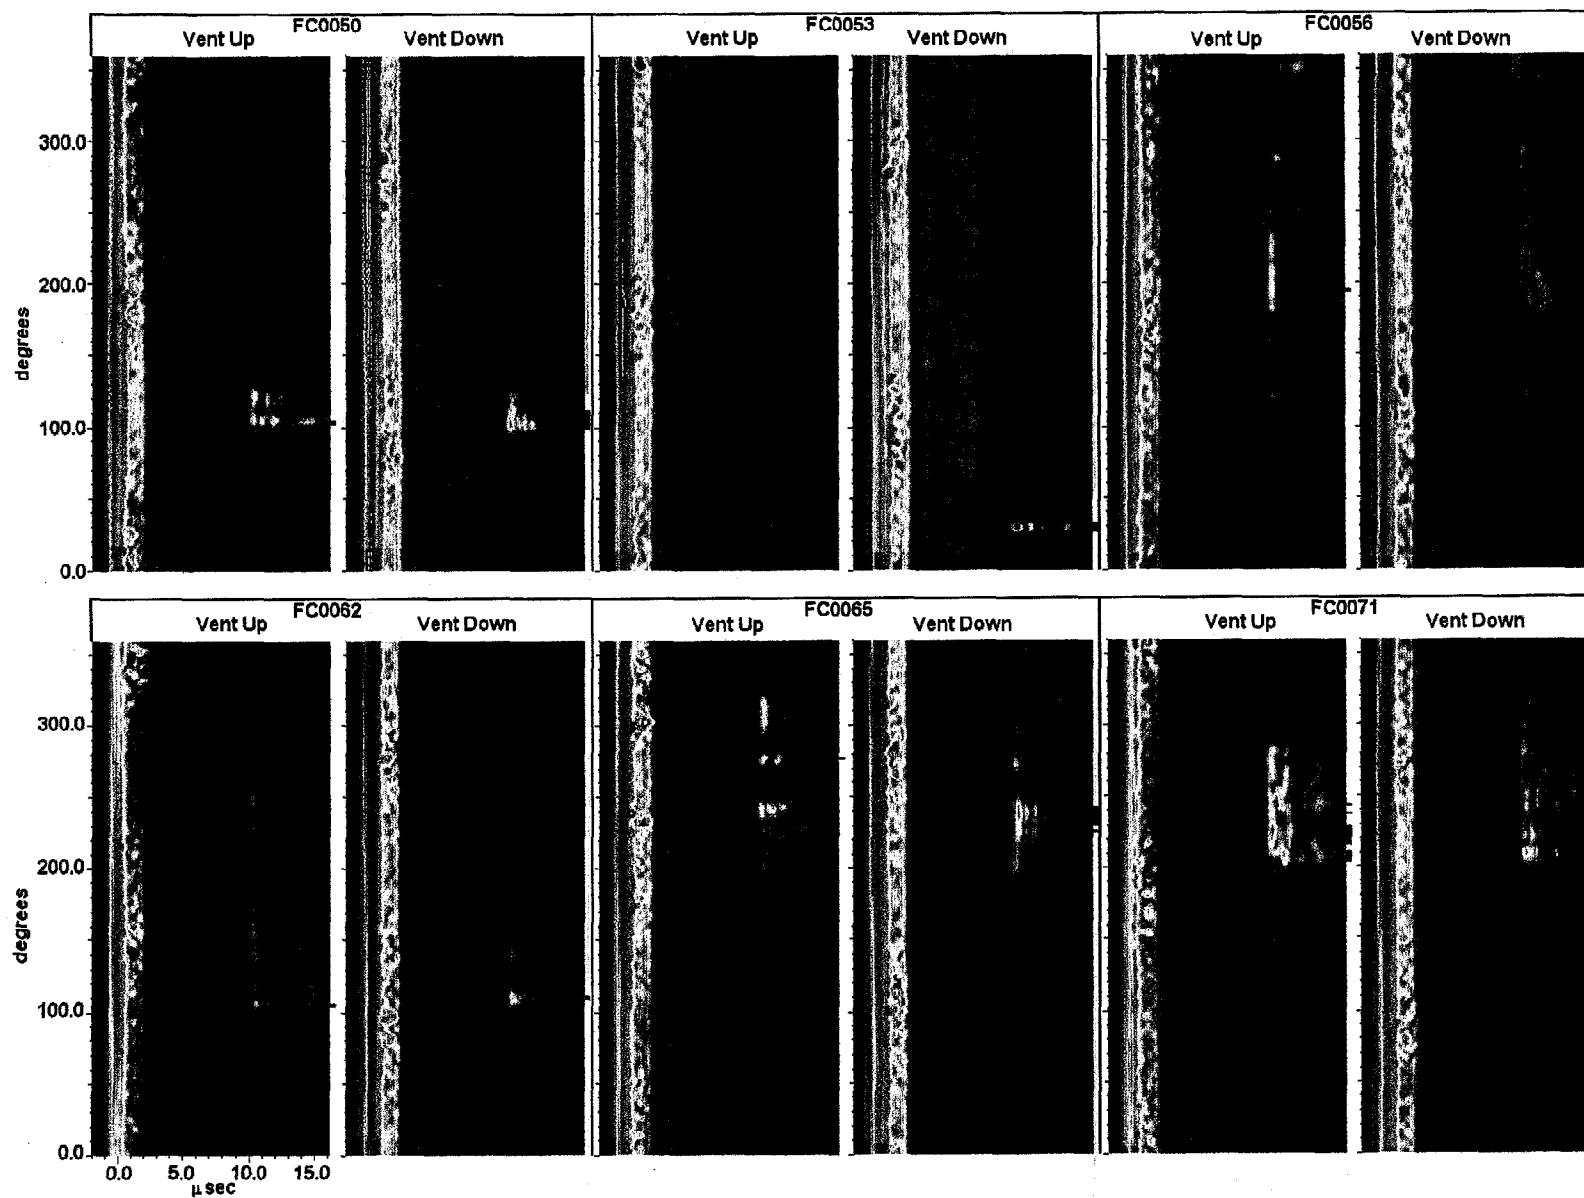 FC0050 FC0053 FC0056
Vent Up Vent Down Vent Up Vent Down Vent Up Vent Down
300.0
200.0
degrees
100.0
0.0
FC0062 FC0065 FC0071
Vent Up Vent Down Vent Up Vent Down Vent Up Vent Down
300.0
200.0
degrees
100.0
0.0
0.0 5.0 10.0 15.0
μ sec